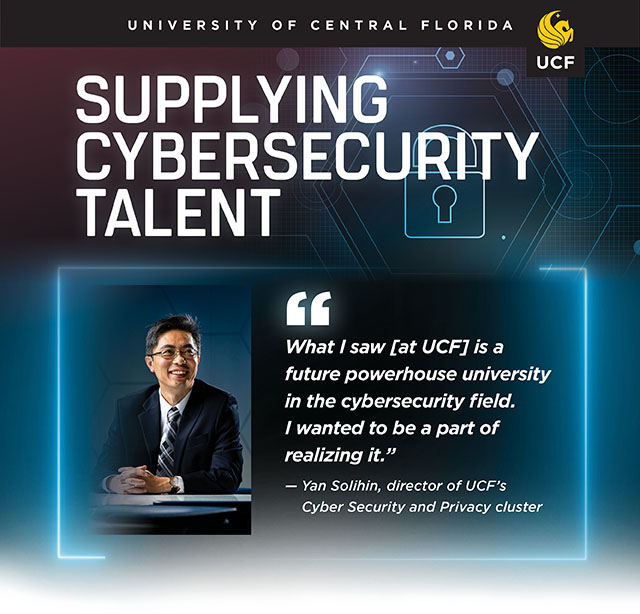 UNIVERSITY OF CENTRAL FLORIDA
UCF
SUPPLYING
CYBERSECURITY
TALENT
“
What I saw [at UCF] is a
future powerhouse university
in the cybersecurity field.
I wanted to be a part of
realizing it.”
— Yan Solihin, director of UCF’s
Cyber Security and Privacy cluster